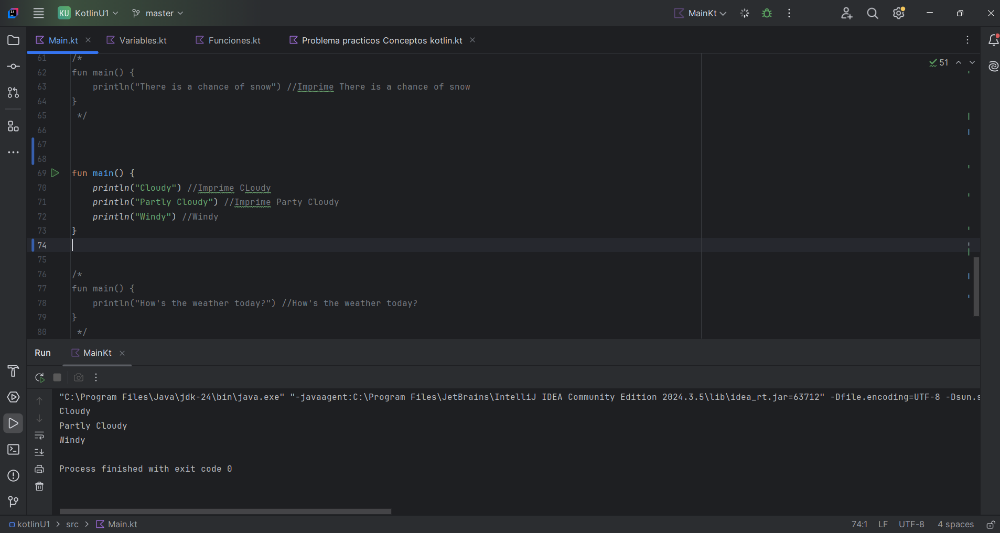 KU KotlinU1 master MainKt
Main.kt Variables.kt Funciones.kt Problema practicos Conceptos kotlin.kt
61 /*
51
62 fun main() {
63     println("There is a chance of snow") //Imprime There is a chance of snow
64 }
65  */
66
67
68
69 fun main() {
70     println("Cloudy") //Imprime CLoudy
71     println("Partly Cloudy") //Imprime Party Cloudy
72     println("Windy") //Windy
73 }
74
75
76 /*
77 fun main() {
78     println("How's the weather today?") //How's the weather today?
79 }
80  */
Run MainKt
"C:\Program Files\Java\jdk-24\bin\java.exe" "-javaagent:C:\Program Files\JetBrains\IntelliJ IDEA Community Edition 2024.3.5\lib\idea_rt.jar=63712" -Dfile.encoding=UTF-8 -Dsun.s
Cloudy
Partly Cloudy
Windy
Process finished with exit code 0
kotlinU1 > src > Main.kt 74:1 LF UTF-8 4 spaces